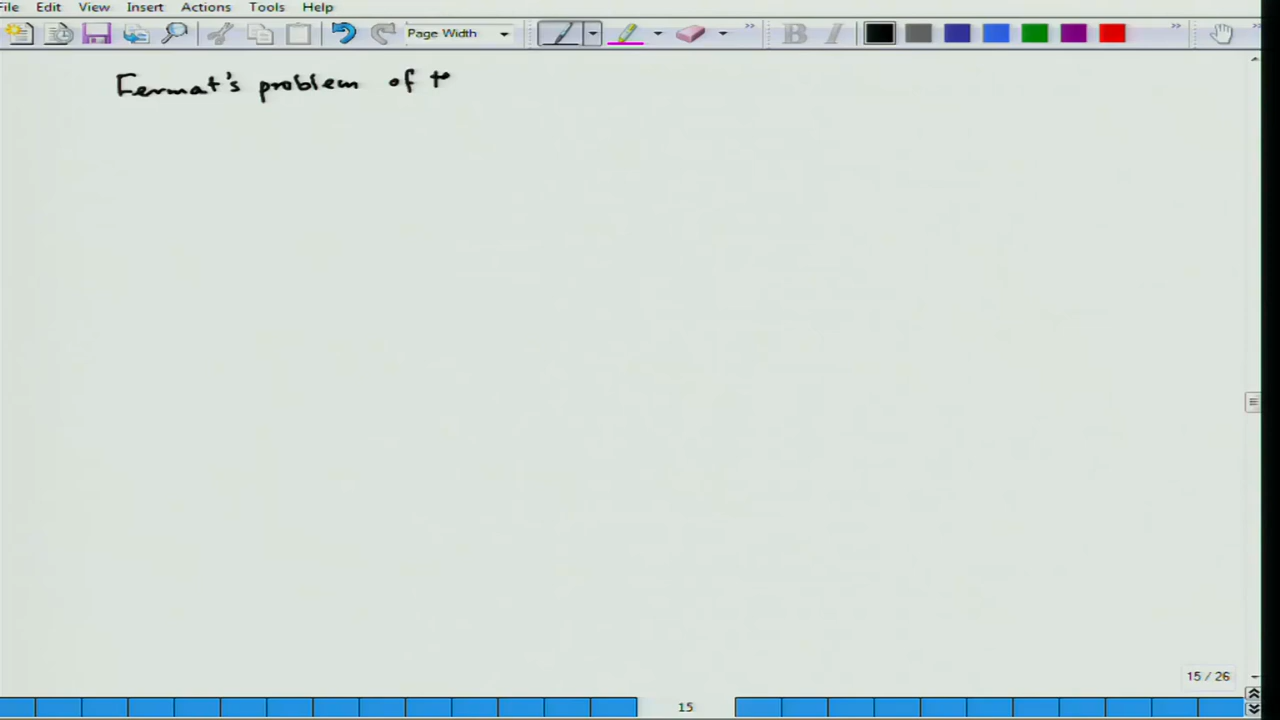 File Edit View Insert Actions Tools Help
Page Width
B I
Fermat's problem of
15 / 26
15